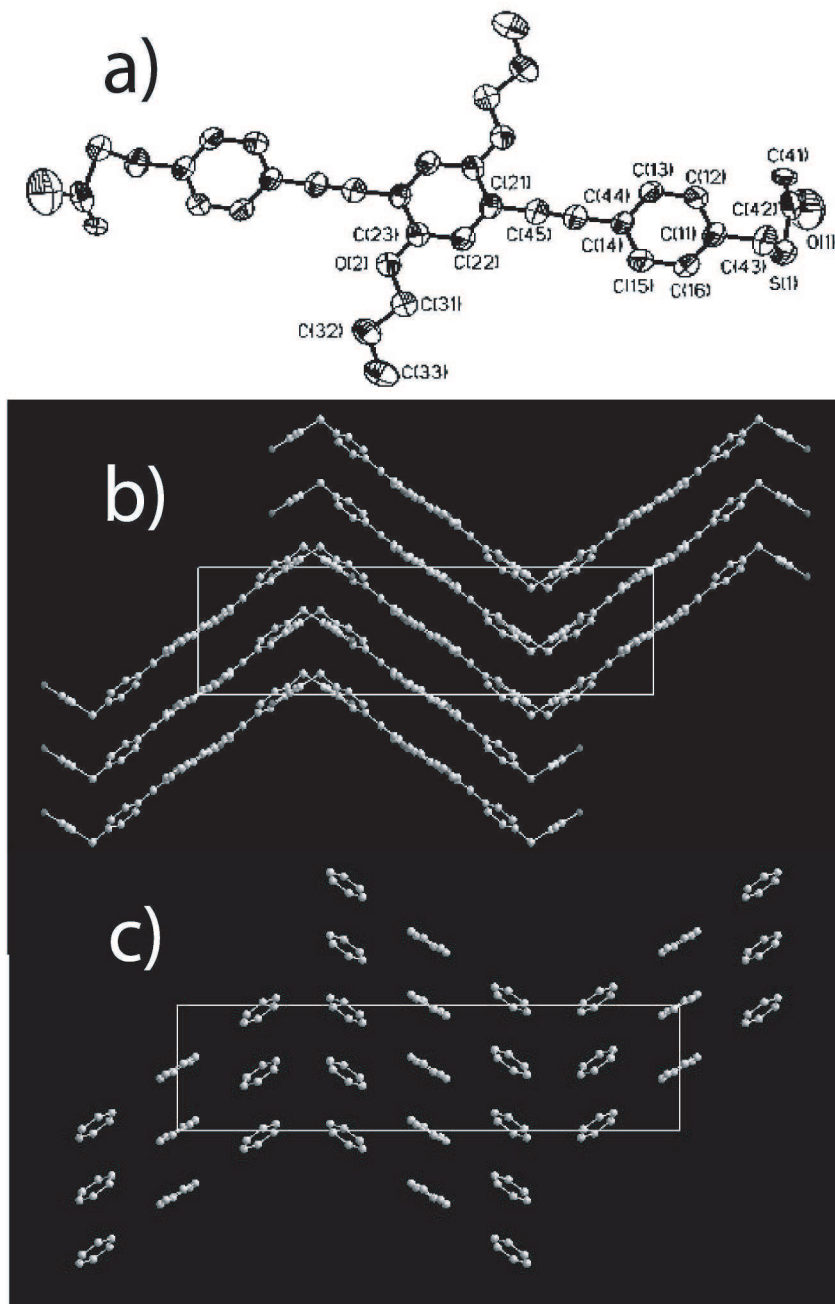 a)
C(13)
C(12)
C(41)
C(21)
C(44)
C(42)
O(1)
C(23)
C(45)
C(14)
C(11)
C(43)
O(2)
C(22)
S(1)
C(15)
C(16)
C(31)
C(32)
C(33)
b)
c)